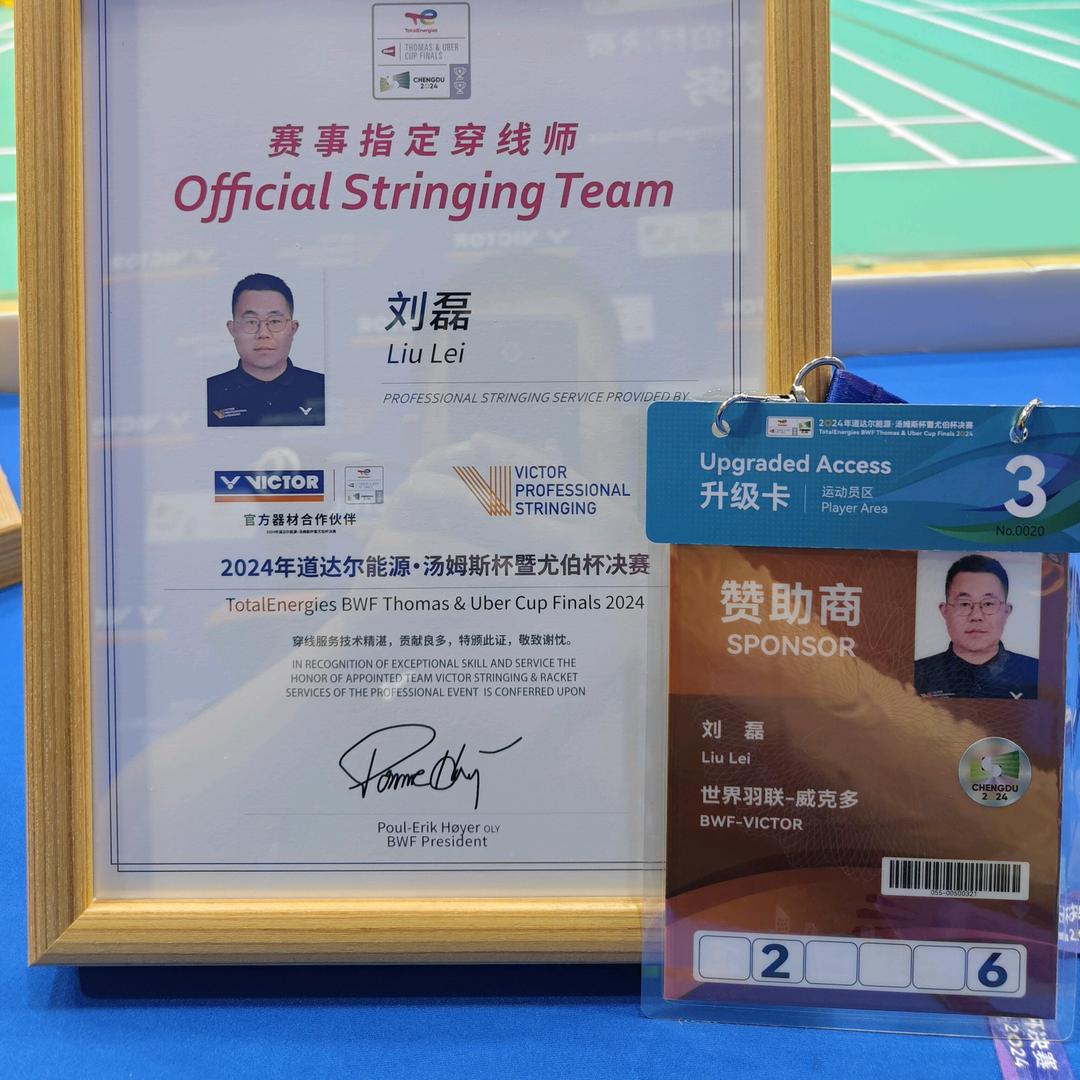 TotalEnergies
THOMAS & UBER
CUP FINALS
CHENGDU
2024
赛事指定穿线师
Official Stringing Team
刘磊
Liu Lei
PROFESSIONAL STRINGING SERVICE PROVIDED BY
VICTOR
官方器材合作伙伴
VICTOR
PROFESSIONAL
STRINGING
2024年道达尔能源·汤姆斯杯暨尤伯杯决赛
TotalEnergies BWF Thomas & Uber Cup Finals 2024
穿线服务技术精湛，贡献良多，特颁此证，敬致谢忱。
IN RECOGNITION OF EXCEPTIONAL SKILL AND SERVICE THE
HONOR OF APPOINTED TEAM VICTOR STRINGING & RACKET
SERVICES OF THE PROFESSIONAL EVENT IS CONFERRED UPON
Poul-Erik Høyer OLY
BWF President
2024年道达尔能源·汤姆斯杯暨尤伯杯决赛
TotalEnergies BWF Thomas & Uber Cup Finals 2024
Upgraded Access
升级卡
运动员区
Player Area
3
No.0020
赞助商
SPONSOR
刘 磊
Liu Lei
世界羽联-威克多
BWF-VICTOR
CHENGDU
2024
055-00500321
2 6